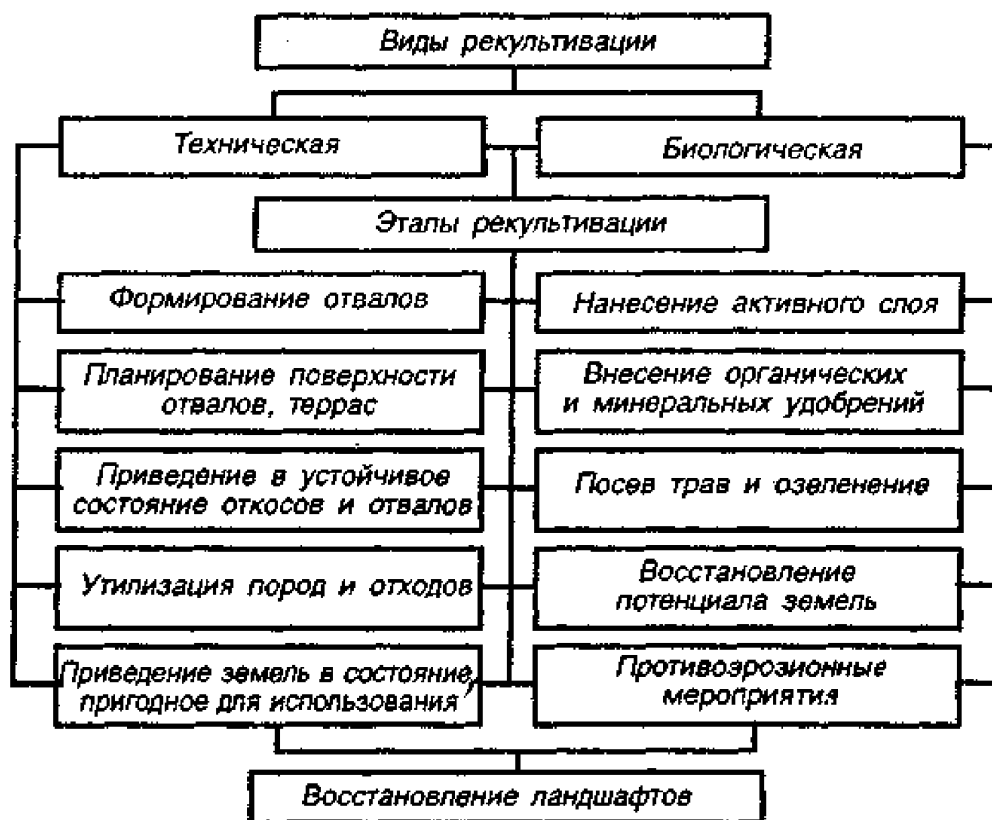 Виды рекультивации
Техническая
Биологическая
Этапы рекультивации
Формирование отвалов
Нанесение активного слоя
Планирование поверхности
отвалов, террас
Внесение органических
и минеральных удобрений
Приведение в устойчивое
состояние откосов и отвалов
Посев трав и озеленение
Утилизация пород и отходов
Восстановление
потенциала земель
Приведение земель в состояние,
пригодное для использования
Противоэрозионные
мероприятия
Восстановление ландшафтов